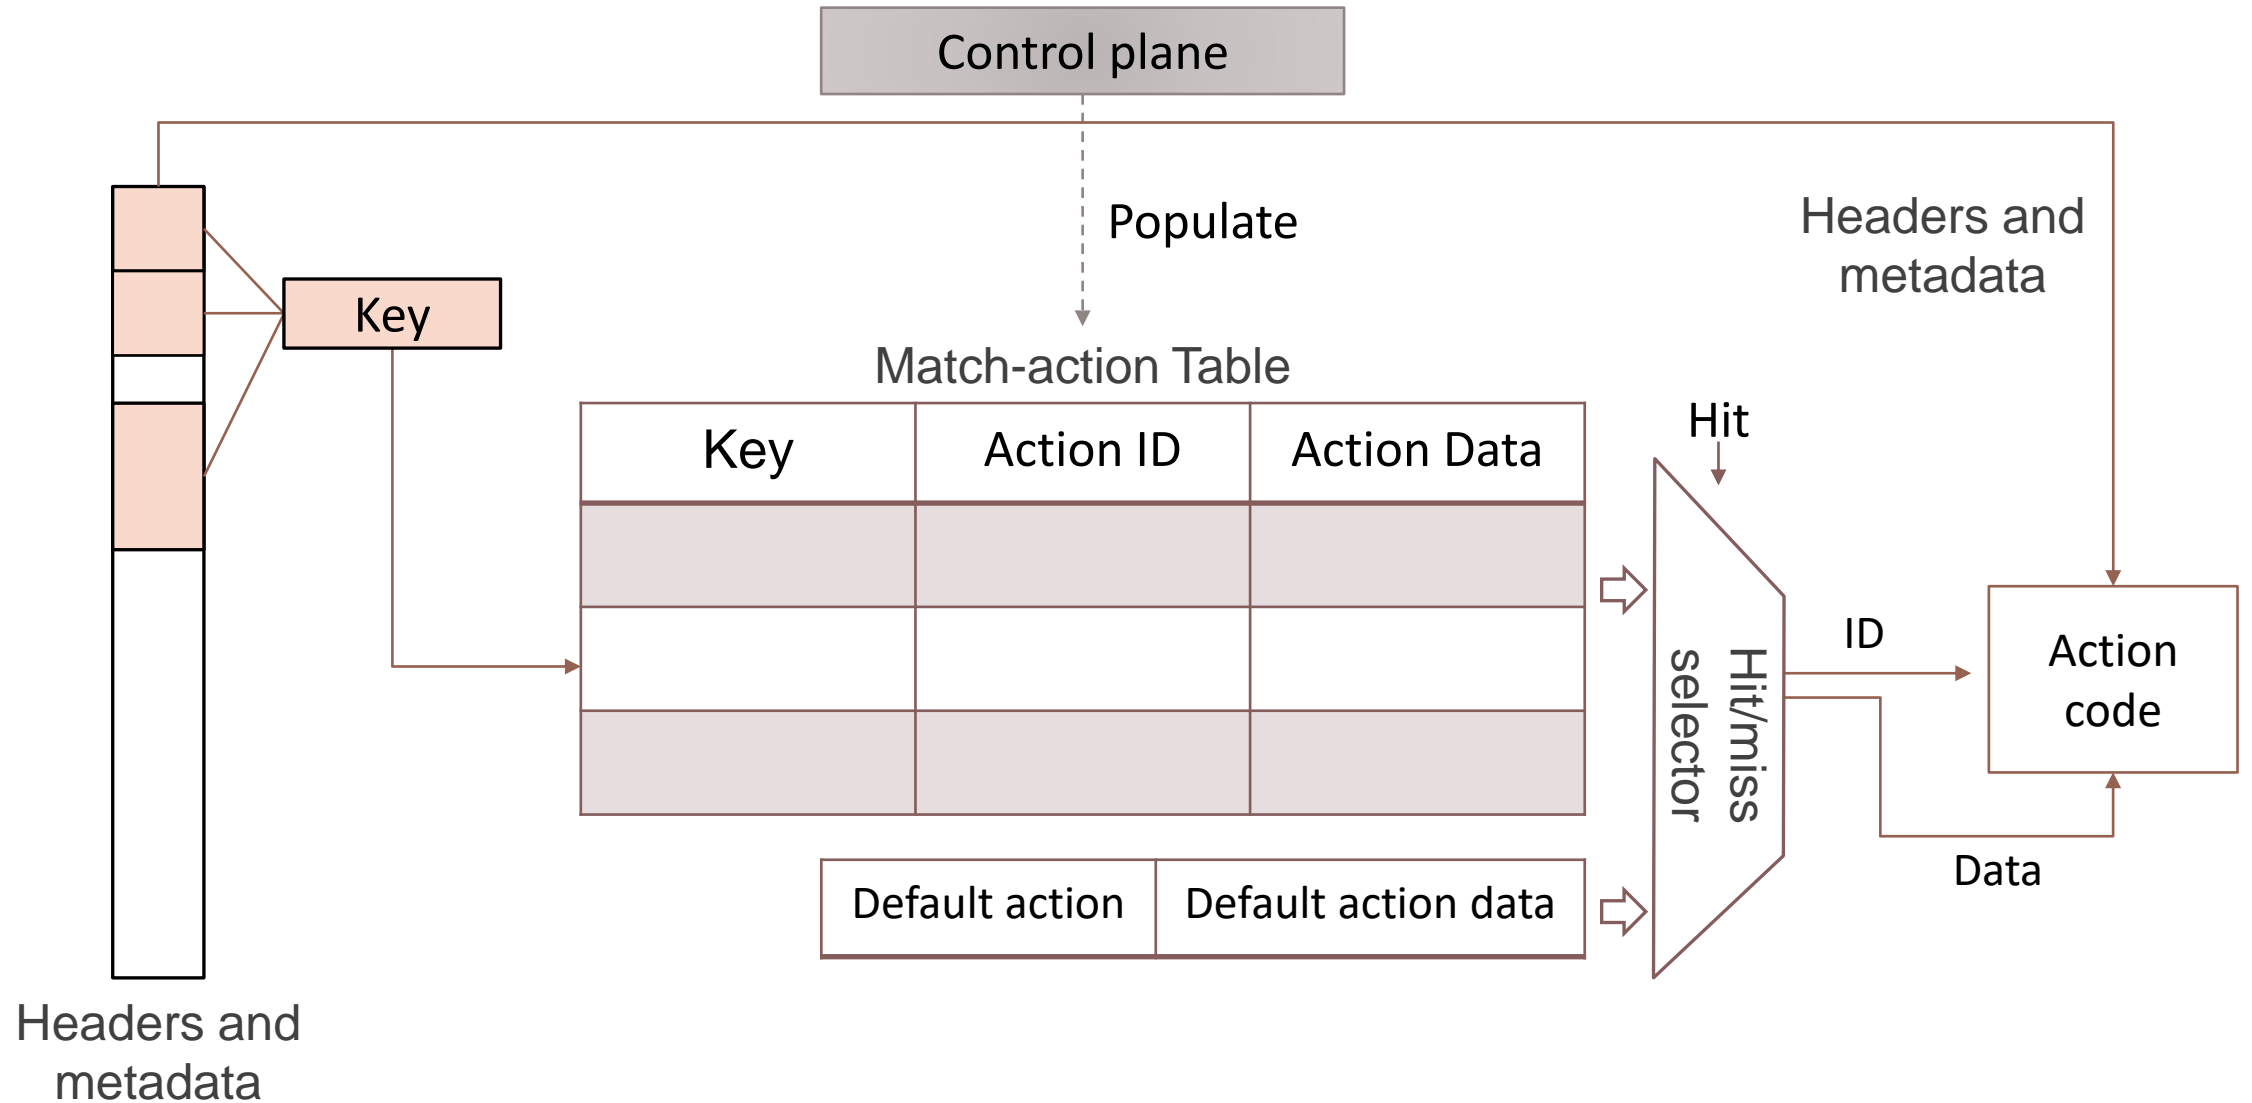 Control plane
Populate
Headers and
metadata
Key
Match-action Table
Hit
Key
Action ID
Action Data
ID
Hit/miss
selector
Action
code
Default action
Default action data
Data
Headers and
metadata